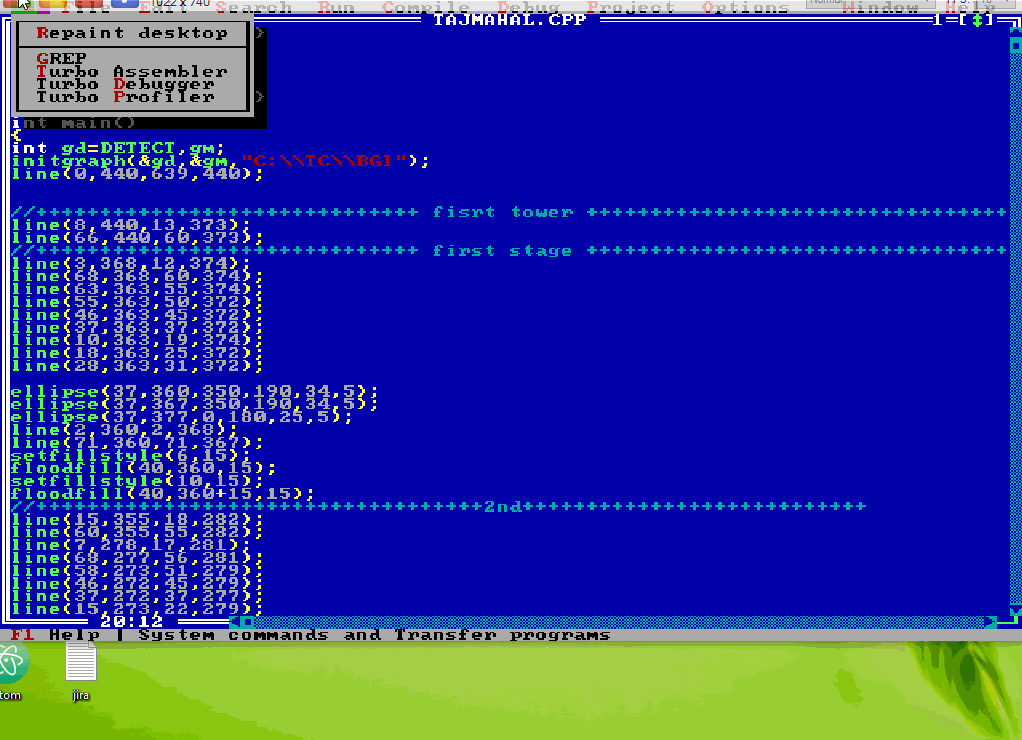 1022 x 740
File Edit Search Run Compile Debug Project Options Window Help
TAJMAHAL.CPP 1=[‡]
Repaint desktop
GREP
Turbo Assembler
Turbo Debugger
Turbo Profiler
int main()
{
int gd=DETECT,gm;
initgraph(&gd,&gm,"C:\\TC\\BGI");
line(0,440,639,440);
//++++++++++++++++++++++++++++++ fisrt tower +++++++++++++++++++++++++++++++++
line(8,440,13,373);
line(66,440,60,373);
//++++++++++++++++++++++++++++++ first stage +++++++++++++++++++++++++++++++++
line(3,368,12,374);
line(68,368,60,374);
line(63,363,55,374);
line(55,363,50,372);
line(46,363,45,372);
line(37,363,37,372);
line(10,363,19,374);
line(18,363,25,372);
line(28,363,31,372);
ellipse(37,360,350,190,34,5);
ellipse(37,367,350,190,34,5);
ellipse(37,377,0,180,25,5);
line(2,360,2,368);
line(71,360,71,367);
setfillstyle(6,15);
floodfill(40,360,15);
setfillstyle(10,15);
floodfill(40,360+15,15);
//+++++++++++++++++++++++++++++++++++2nd+++++++++++++++++++++++++++
line(15,355,18,282);
line(60,355,55,282);
line(7,278,17,281);
line(68,277,56,281);
line(58,273,51,279);
line(46,272,45,279);
line(37,272,37,277);
line(15,273,22,279);
20:12
F1 Help | System commands and Transfer programs
tom
jira